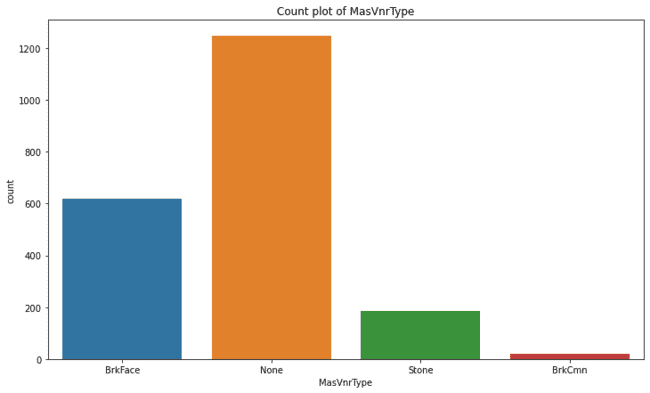 Count plot of MasVnrType
1200
1000
800
600
400
200
0
count
BrkFace None Stone BrkCmn
MasVnrType